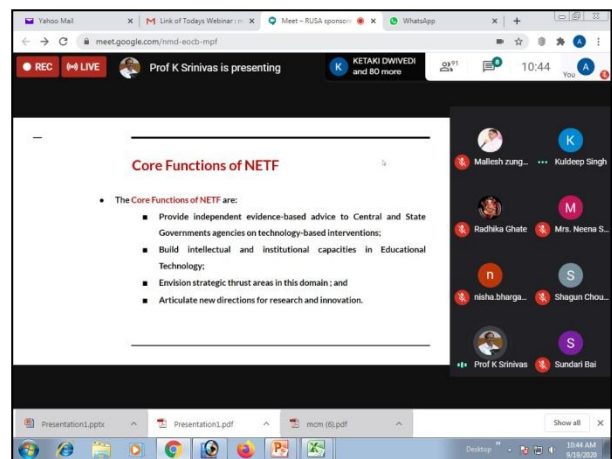 Yahoo Mail
Link of Todays Webinar : m
Meet – RUSA sponsor
WhatsApp
meet.google.com/nmd-eocb-mpf
REC
LIVE
Prof K Srinivas is presenting
K
KETAKI DWIVEDI
and 80 more
91
8
10:44
You
A
Core Functions of NETF
• The Core Functions of NETF are:
■ Provide independent evidence-based advice to Central and State
Governments agencies on technology-based interventions;
■ Build intellectual and institutional capacities in Educational
Technology;
■ Envision strategic thrust areas in this domain ; and
■ Articulate new directions for research and innovation.
K
Mallesh zung...
Kuldeep Singh
M
Radhika Ghate
Mrs. Neena S...
n
S
nisha.bharga...
Shagun Chou...
S
Prof K Srinivas
Sundari Bai
Presentation1.pptx
Presentation1.pdf
mcm (6).pdf
Show all
Desktop
10:44 AM
9/19/2020